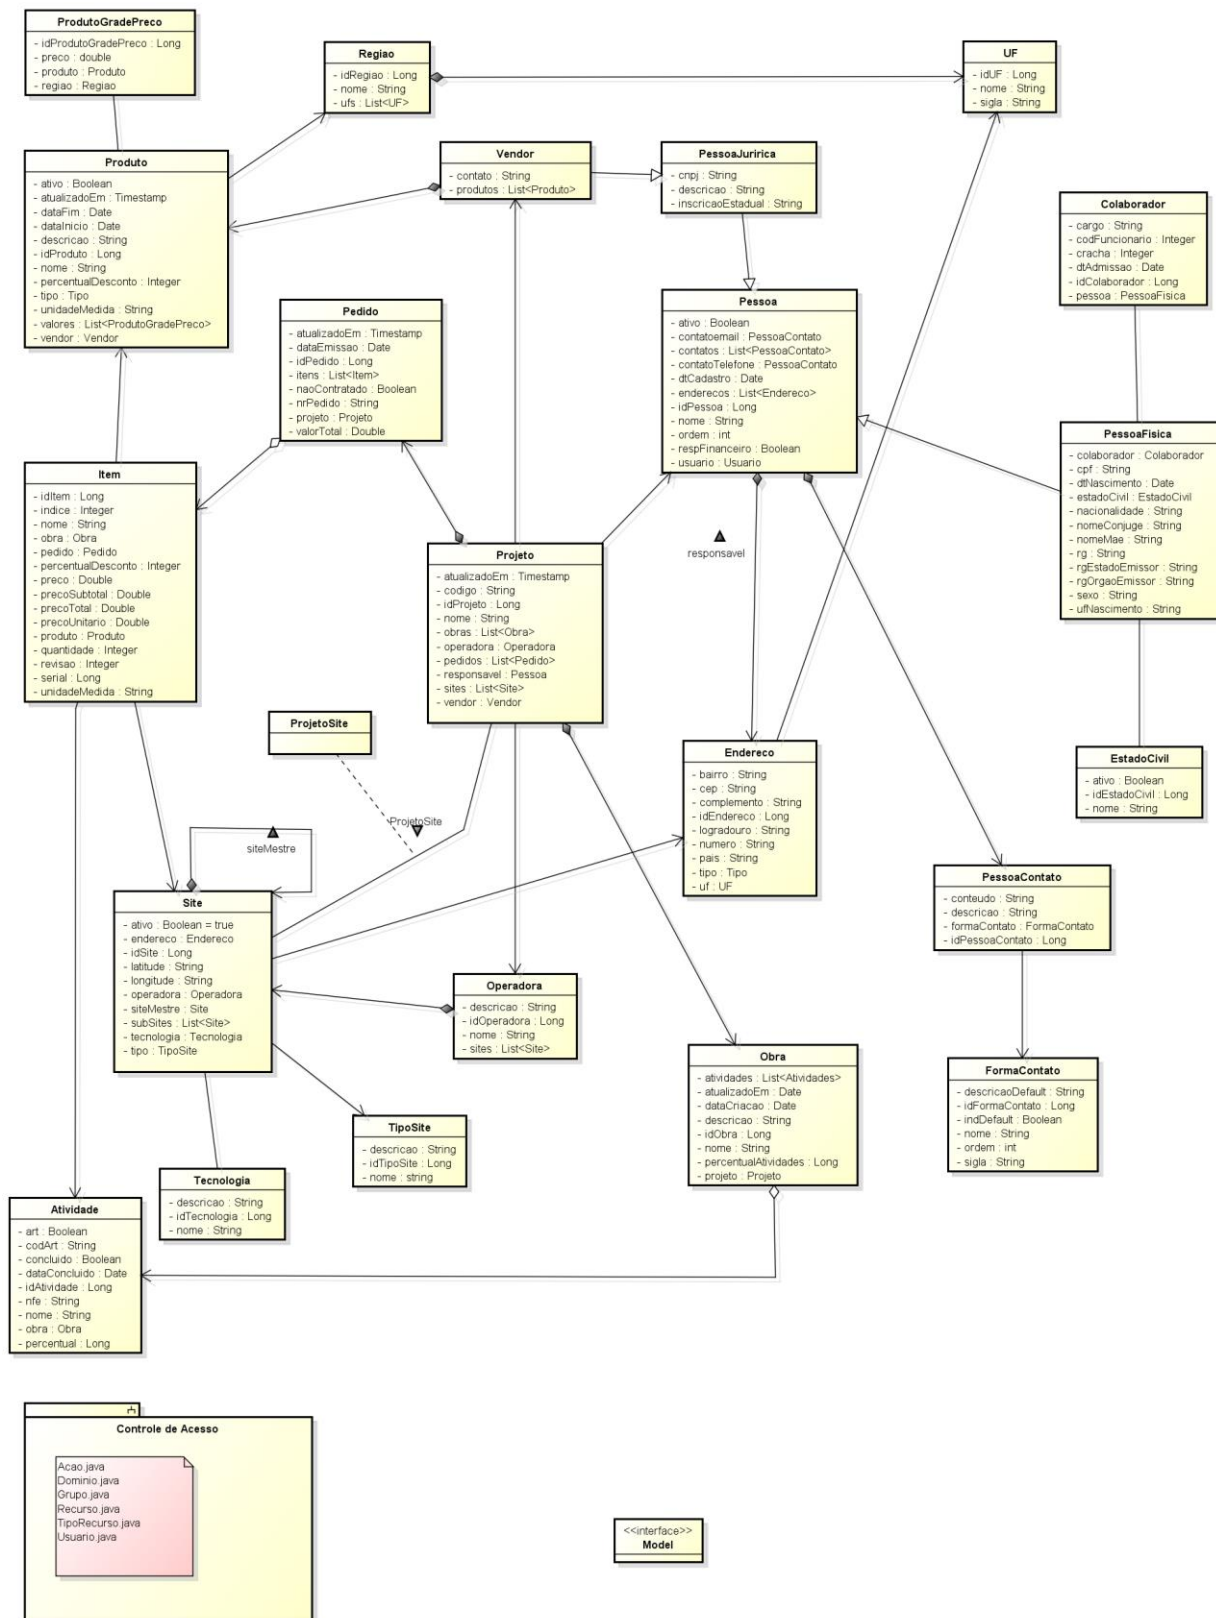 ProdutoGradePreco
- idProdutoGradePreco : Long
- preco : double
- produto : Produto
- regiao : Regiao
Regiao
- idRegiao : Long
- nome : String
- ufs : List<UF>
UF
- idUF : Long
- nome : String
- sigla : String
Produto
- ativo : Boolean
- atualizadoEm : Timestamp
- dataFim : Date
- dataInicio : Date
- descricao : String
- idProduto : Long
- nome : String
- percentualDesconto : Integer
- tipo : Tipo
- unidadeMedida : String
- valores : List<ProdutoGradePreco>
- vendor : Vendor
Vendor
- contato : String
- produtos : List<Produto>
PessoaJuririca
- cnpj : String
- descricao : String
- inscricaoEstadual : String
Colaborador
- cargo : String
- codFuncionario : Integer
- cracha : Integer
- dtAdmissao : Date
- idColaborador : Long
- pessoa : PessoaFisica
Pedido
- atualizadoEm : Timestamp
- dataEmissao : Date
- idPedido : Long
- itens : List<Item>
- naoContratado : Boolean
- nrPedido : String
- projeto : Projeto
- valorTotal : Double
Pessoa
- ativo : Boolean
- contatoemail : PessoaContato
- contatos : List<PessoaContato>
- contatoTelefone : PessoaContato
- dtCadastro : Date
- enderecos : List<Endereco>
- idPessoa : Long
- nome : String
- ordem : int
- respFinanceiro : Boolean
- usuario : Usuario
PessoaFisica
- colaborador : Colaborador
- cpf : String
- dtNascimento : Date
- estadoCivil : EstadoCivil
- nacionalidade : String
- nomeConjuge : String
- nomeMae : String
- rg : String
- rgEstadoEmissor : String
- rgOrgaoEmissor : String
- sexo : String
- ufNascimento : String
Item
- idItem : Long
- indice : Integer
- nome : String
- obra : Obra
- pedido : Pedido
- percentualDesconto : Integer
- preco : Double
- precoSubtotal : Double
- precoTotal : Double
- precoUnitario : Double
- produto : Produto
- quantidade : Integer
- revisao : Integer
- serial : Long
- unidadeMedida : String
Projeto
- atualizadoEm : Timestamp
- codigo : String
- idProjeto : Long
- nome : String
- obras : List<Obra>
- operadora : Operadora
- pedidos : List<Pedido>
- responsavel : Pessoa
- sites : List<Site>
- vendor : Vendor
responsavel
ProjetoSite
ProjetoSite
siteMestre
Endereco
- bairro : String
- cep : String
- complemento : String
- idEndereco : Long
- logradouro : String
- numero : String
- pais : String
- tipo : Tipo
- uf : UF
EstadoCivil
- ativo : Boolean
- idEstadoCivil : Long
- nome : String
Site
- ativo : Boolean = true
- endereco : Endereco
- idSite : Long
- latitude : String
- longitude : String
- operadora : Operadora
- siteMestre : Site
- subSites : List<Site>
- tecnologia : Tecnologia
- tipo : TipoSite
PessoaContato
- conteudo : String
- descricao : String
- formaContato : FormaContato
- idPessoaContato : Long
Operadora
- descricao : String
- idOperadora : Long
- nome : String
- sites : List<Site>
Obra
- atividades : List<Atividades>
- atualizadoEm : Date
- dataCriacao : Date
- descricao : String
- idObra : Long
- nome : String
- percentualAtividades : Long
- projeto : Projeto
FormaContato
- descricaoDefault : String
- idFormaContato : Long
- indDefault : Boolean
- nome : String
- ordem : int
- sigla : String
TipoSite
- descricao : String
- idTipoSite : Long
- nome : string
Tecnologia
- descricao : String
- idTecnologia : Long
- nome : String
Atividade
- art : Boolean
- codArt : String
- concluido : Boolean
- dataConcluido : Date
- idAtividade : Long
- nfe : String
- nome : String
- obra : Obra
- percentual : Long
Controle de Acesso
Acao.java
Dominio.java
Grupo.java
Recurso.java
TipoRecurso.java
Usuario.java
<<interface>>
Model